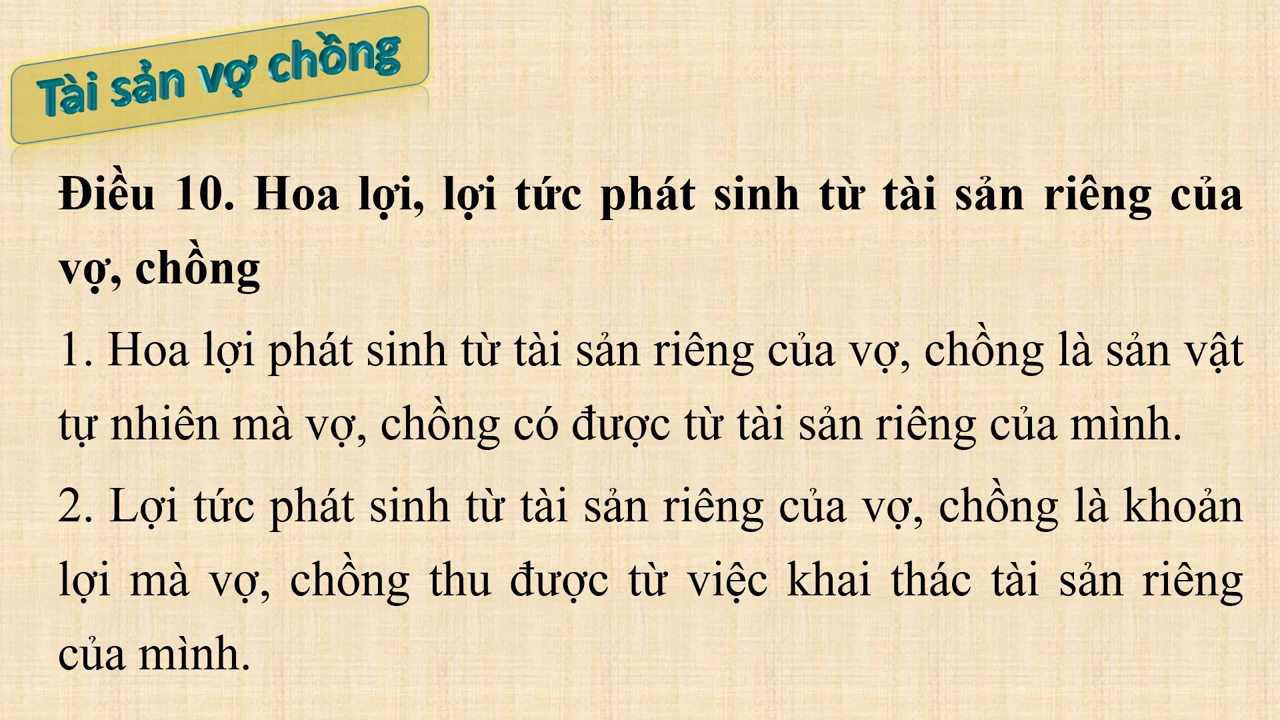 Tài sản vợ chồng
Điều 10. Hoa lợi, lợi tức phát sinh từ tài sản riêng của
vợ, chồng
1. Hoa lợi phát sinh từ tài sản riêng của vợ, chồng là sản vật
tự nhiên mà vợ, chồng có được từ tài sản riêng của mình.
2. Lợi tức phát sinh từ tài sản riêng của vợ, chồng là khoản
lợi mà vợ, chồng thu được từ việc khai thác tài sản riêng
của mình.